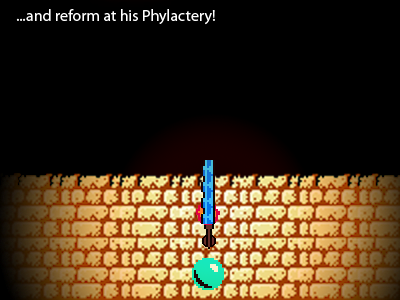 ...and reform at his Phylactery!